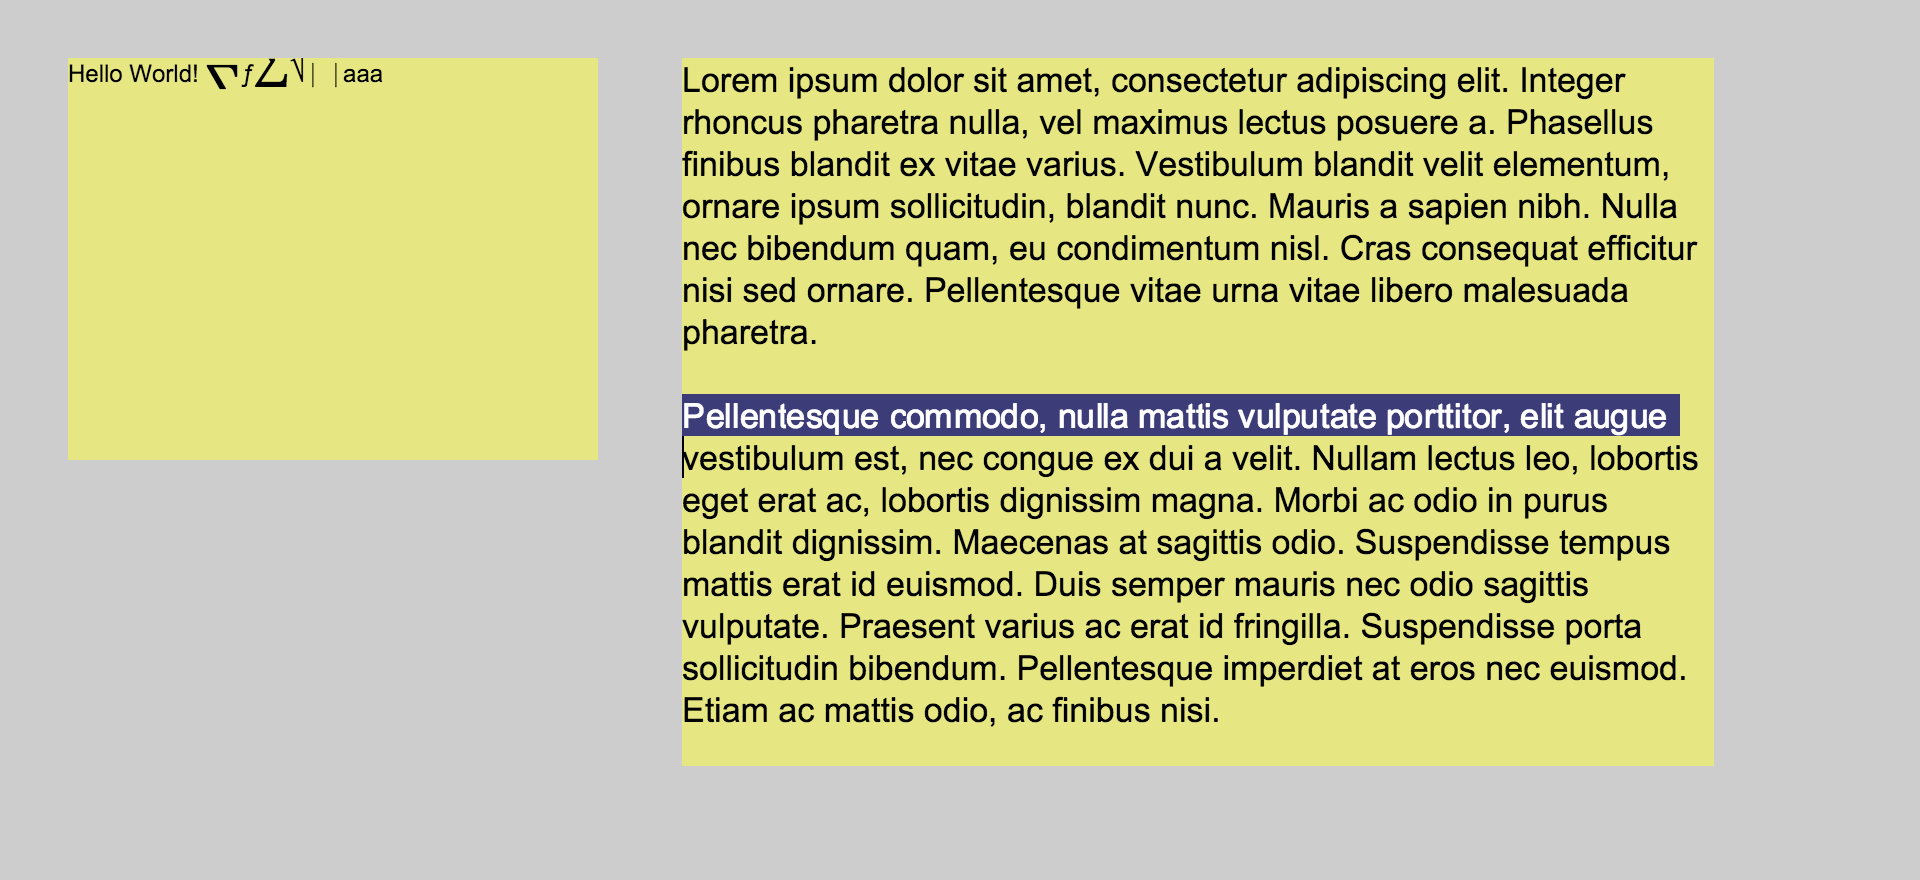 Hello World! ƒ aaa
Lorem ipsum dolor sit amet, consectetur adipiscing elit. Integer
rhoncus pharetra nulla, vel maximus lectus posuere a. Phasellus
finibus blandit ex vitae varius. Vestibulum blandit velit elementum,
ornare ipsum sollicitudin, blandit nunc. Mauris a sapien nibh. Nulla
nec bibendum quam, eu condimentum nisl. Cras consequat efficitur
nisi sed ornare. Pellentesque vitae urna vitae libero malesuada
pharetra.
Pellentesque commodo, nulla mattis vulputate porttitor, elit augue
vestibulum est, nec congue ex dui a velit. Nullam lectus leo, lobortis
eget erat ac, lobortis dignissim magna. Morbi ac odio in purus
blandit dignissim. Maecenas at sagittis odio. Suspendisse tempus
mattis erat id euismod. Duis semper mauris nec odio sagittis
vulputate. Praesent varius ac erat id fringilla. Suspendisse porta
sollicitudin bibendum. Pellentesque imperdiet at eros nec euismod.
Etiam ac mattis odio, ac finibus nisi.